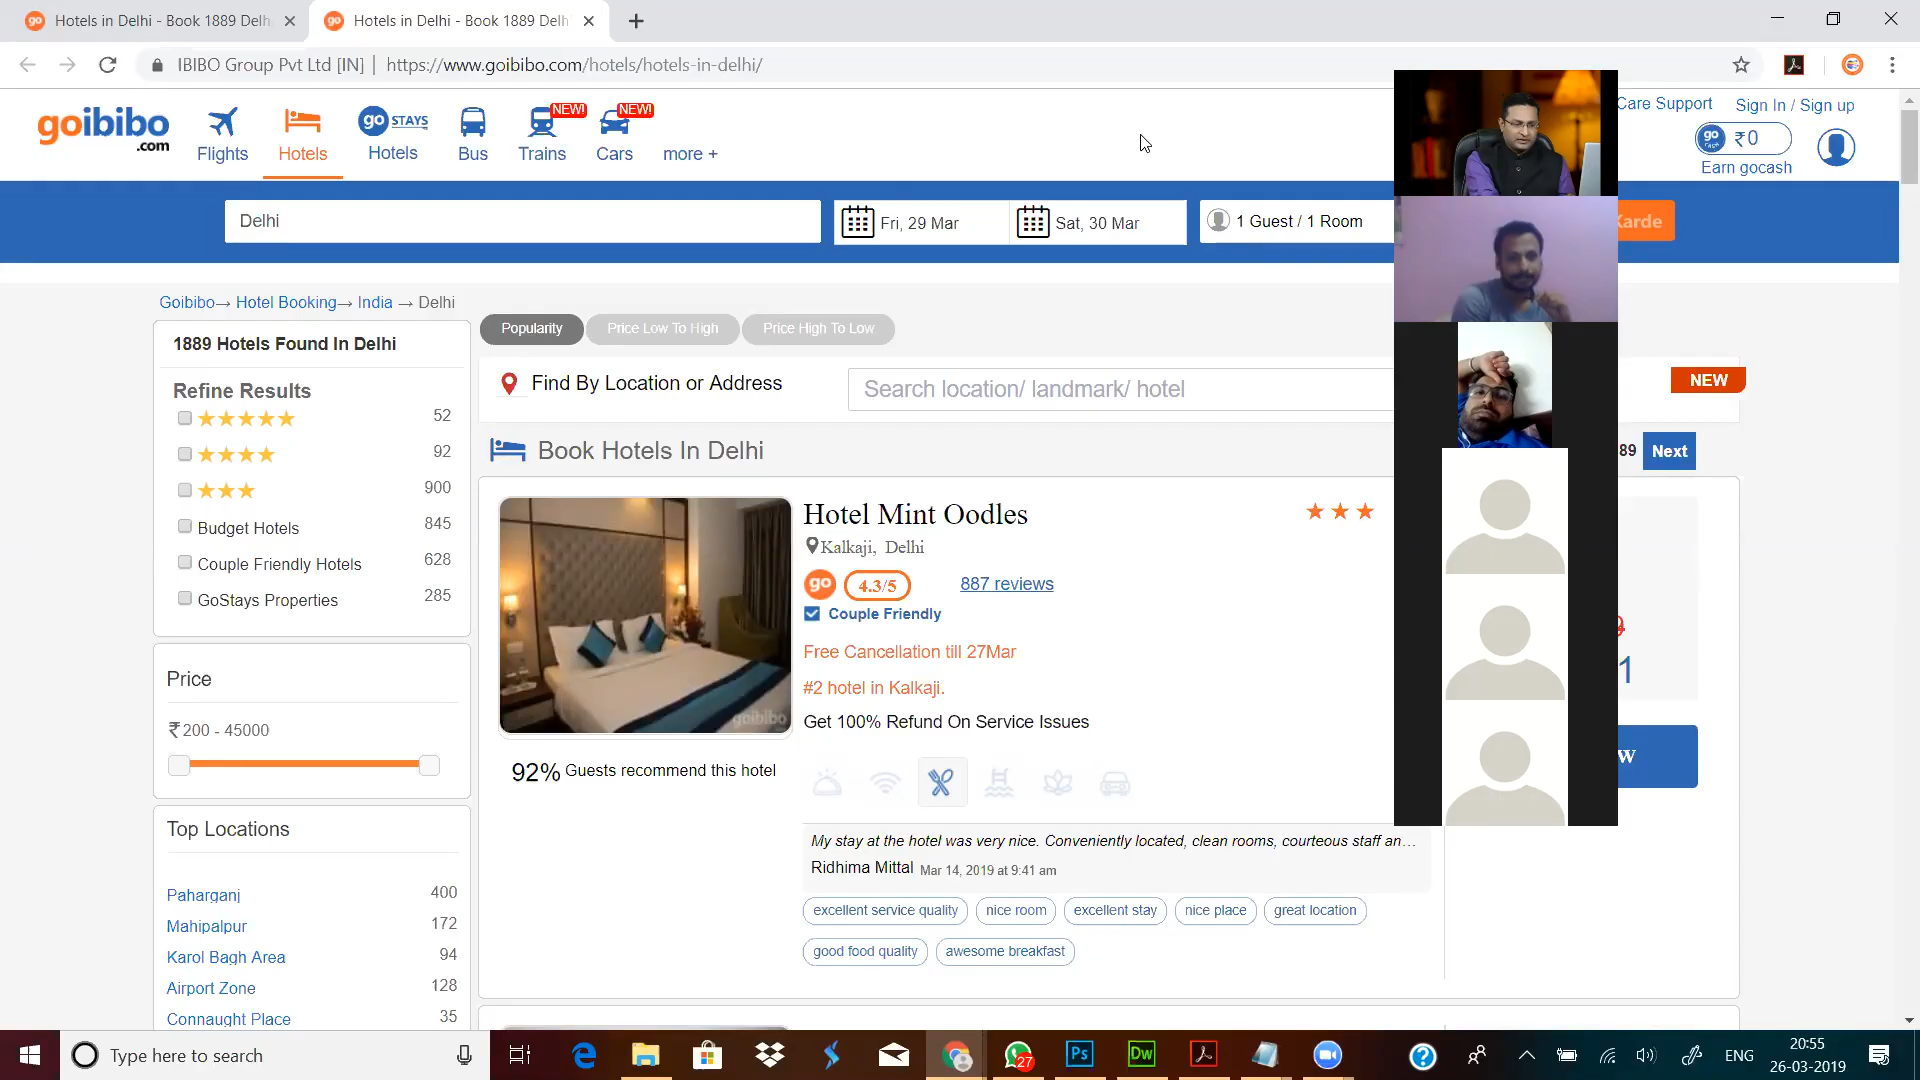 Hotels in Delhi - Book 1889 Delh
Hotels in Delhi - Book 1889 Delh
IBIBO Group Pvt Ltd [IN] | https://www.goibibo.com/hotels/hotels-in-delhi/
goibibo.com
Flights
Hotels
go STAYS Hotels
Bus
NEW! Trains
NEW! Cars
more +
Care Support
Sign In / Sign up
go CASH ₹0
Earn gocash
Delhi
Fri, 29 Mar
Sat, 30 Mar
1 Guest / 1 Room
Karde
Goibibo→ Hotel Booking→ India → Delhi
1889 Hotels Found In Delhi
Refine Results
52
92
900
Budget Hotels 845
Couple Friendly Hotels 628
GoStays Properties 285
Price
₹200 - 45000
Top Locations
Paharganj 400
Mahipalpur 172
Karol Bagh Area 94
Airport Zone 128
Connaught Place 35
Popularity
Price Low To High
Price High To Low
Find By Location or Address
Search location/ landmark/ hotel
NEW
Book Hotels In Delhi
89
Next
goibibo
92% Guests recommend this hotel
Hotel Mint Oodles
Kalkaji, Delhi
go 4.3/5 887 reviews
Couple Friendly
Free Cancellation till 27Mar
#2 hotel in Kalkaji.
Get 100% Refund On Service Issues
1
w
My stay at the hotel was very nice. Conveniently located, clean rooms, courteous staff an…
Ridhima Mittal Mar 14, 2019 at 9:41 am
excellent service quality
nice room
excellent stay
nice place
great location
good food quality
awesome breakfast
Type here to search
27
Ps
Dw
ENG
20:55
26-03-2019